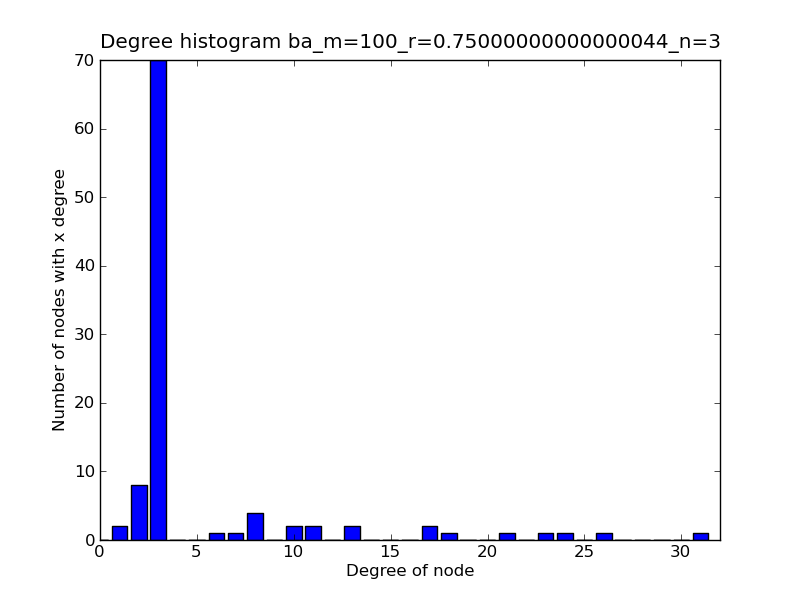 Degree histogram ba_m=100_r=0.75000000000000044_n=3
70
60
50
40
30
20
10
0
Number of nodes with x degree
0 5 10 15 20 25 30
Degree of node